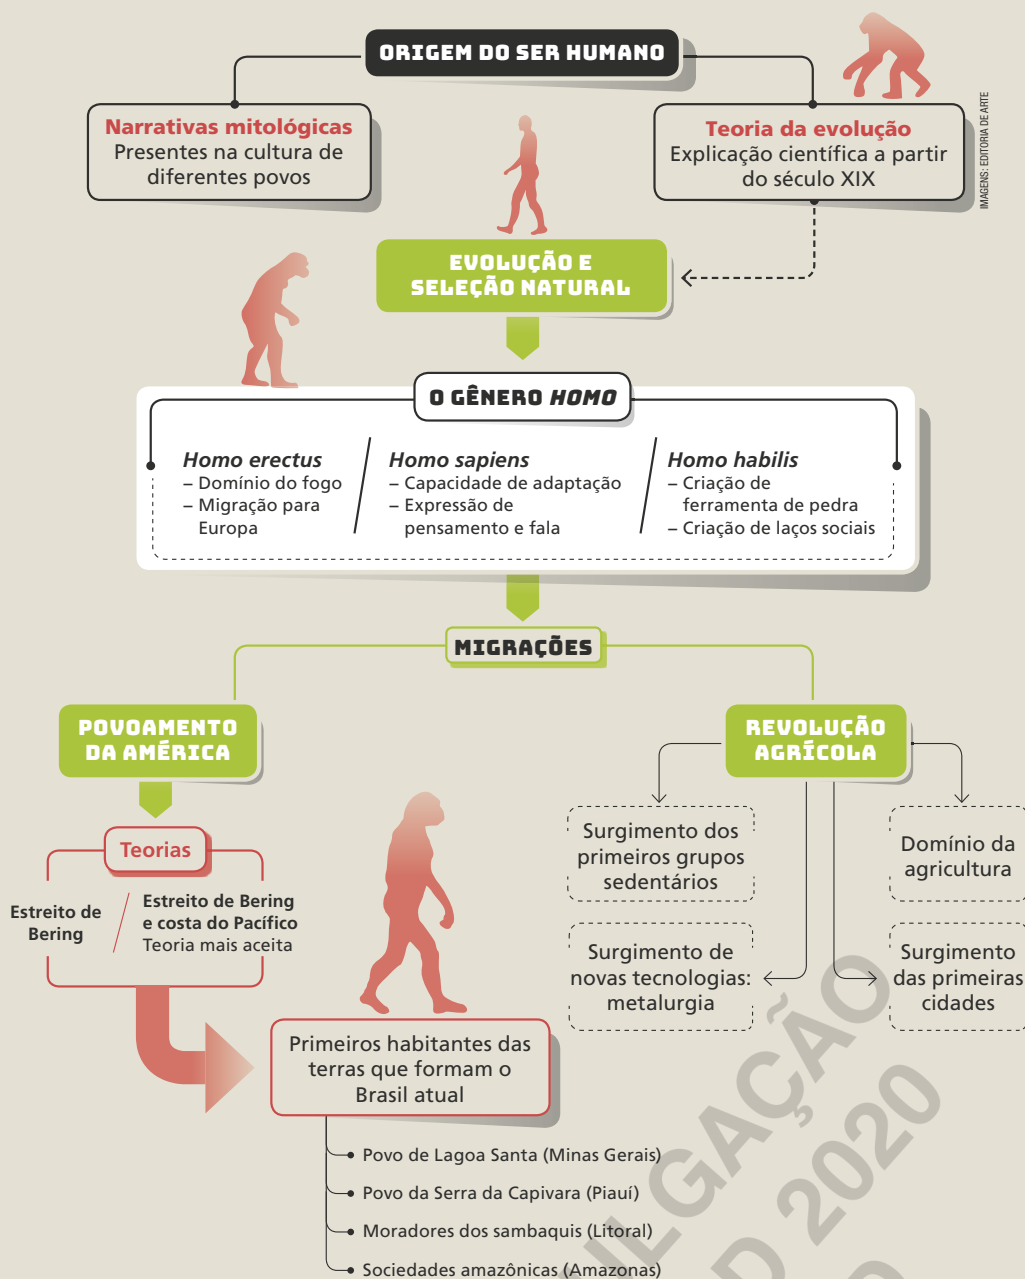 ORIGEM DO SER HUMANO
Narrativas mitológicas
Presentes na cultura de
diferentes povos
Teoria da evolução
Explicação científica a partir
do século XIX
IMAGENS: EDITORIA DE ARTE
EVOLUÇÃO E
SELEÇÃO NATURAL
O GÊNERO HOMO
Homo erectus
– Domínio do fogo
– Migração para
Europa
Homo sapiens
– Capacidade de adaptação
– Expressão de
pensamento e fala
Homo habilis
– Criação de
ferramenta de pedra
– Criação de laços sociais
MIGRAÇÕES
POVOAMENTO
DA AMÉRICA
Teorias
Estreito de
Bering
Estreito de Bering
e costa do Pacífico
Teoria mais aceita
REVOLUÇÃO
AGRÍCOLA
Surgimento dos
primeiros grupos
sedentários
Domínio da
agricultura
Surgimento de
novas tecnologias:
metalurgia
Surgimento
das primeiras
cidades
Primeiros habitantes das
terras que formam o
Brasil atual
Povo de Lagoa Santa (Minas Gerais)
Povo da Serra da Capivara (Piauí)
Moradores dos sambaquis (Litoral)
Sociedades amazônicas (Amazonas)
2020